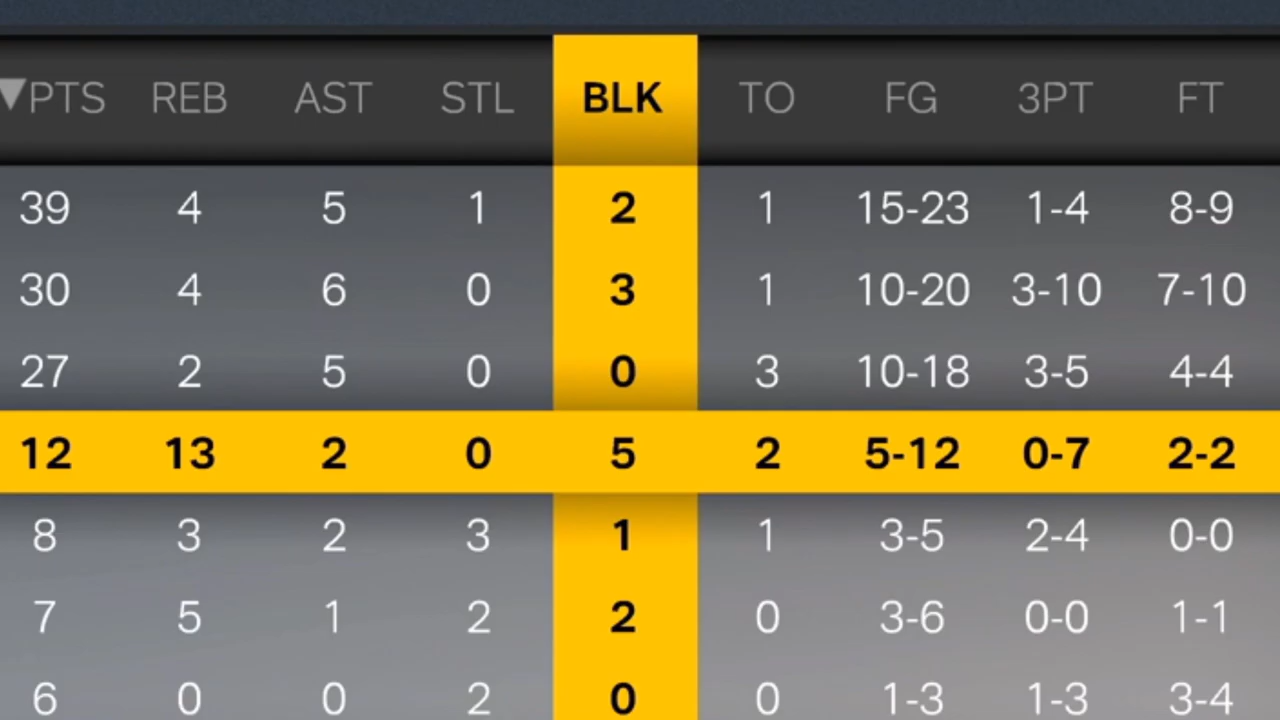 ▼PTS REB AST STL BLK TO FG 3PT FT
39 4 5 1 2 1 15-23 1-4 8-9
30 4 6 0 3 1 10-20 3-10 7-10
27 2 5 0 0 3 10-18 3-5 4-4
12 13 2 0 5 2 5-12 0-7 2-2
8 3 2 3 1 1 3-5 2-4 0-0
7 5 1 2 2 0 3-6 0-0 1-1
6 0 0 2 0 0 1-3 1-3 3-4